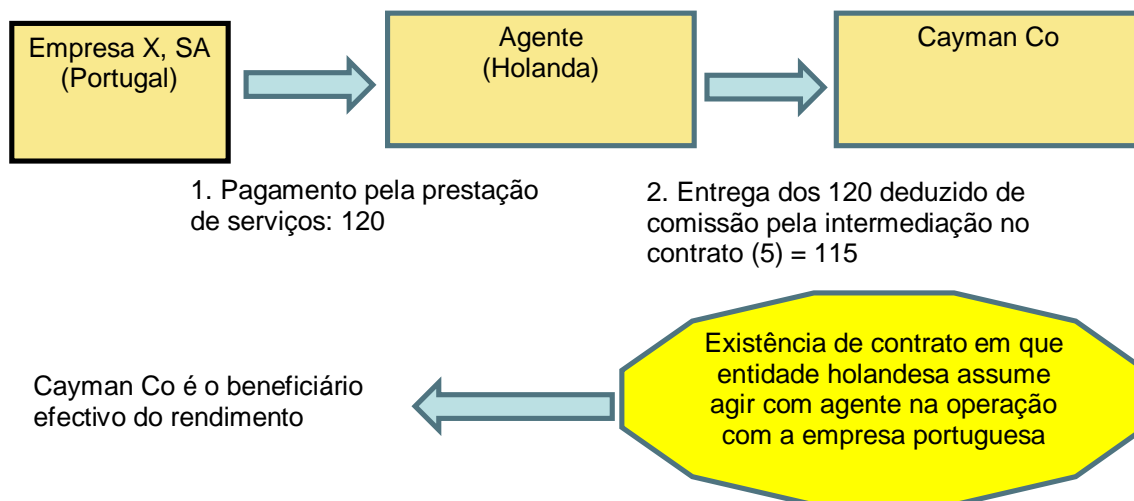 Empresa X, SA
(Portugal)
Agente
(Holanda)
Cayman Co
1. Pagamento pela prestação
de serviços: 120
2. Entrega dos 120 deduzido de
comissão pela intermediação no
contrato (5) = 115
Existência de contrato em que
entidade holandesa assume
agir com agente na operação
com a empresa portuguesa
Cayman Co é o beneficiário
efectivo do rendimento